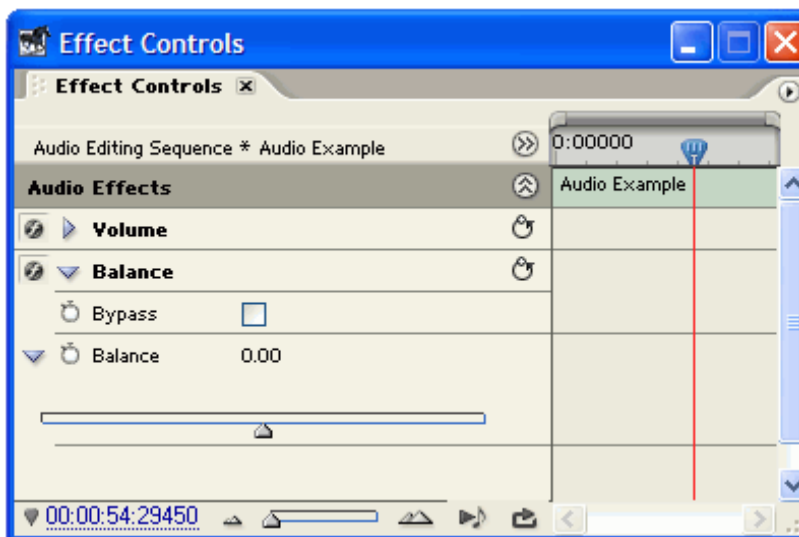 Effect Controls
Effect Controls
Audio Editing Sequence * Audio Example
0:00000
Audio Effects
Audio Example
Volume
Balance
Bypass
Balance 0.00
00:00:54:29450